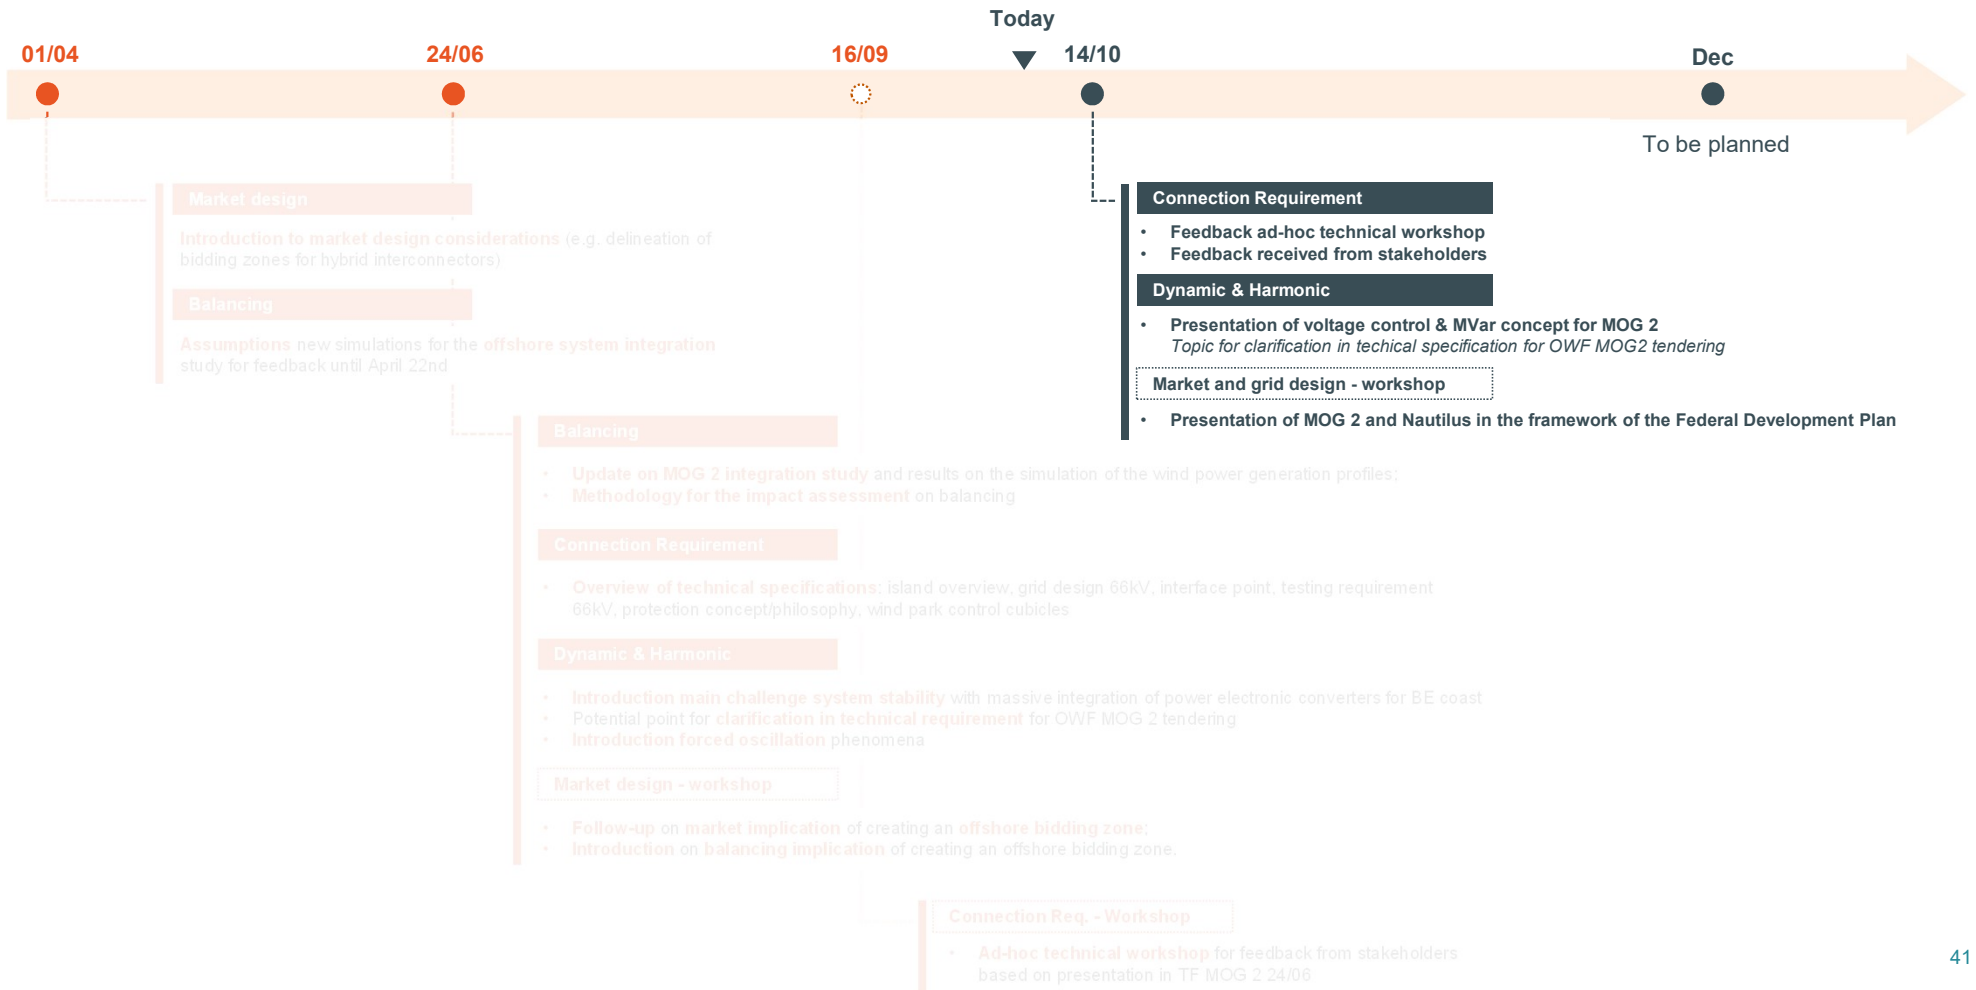 Today
01/04
24/06
16/09
14/10
Dec
To be planned
Market design
Introduction to market design considerations (e.g. delineation of
bidding zones for hybrid interconnectors)
Balancing
Assumptions new simulations for the offshore system integration
study for feedback until April 22nd
Balancing
• Update on MOG 2 integration study and results on the simulation of the wind power generation profiles;
• Methodology for the impact assessment on balancing
Connection Requirement
• Overview of technical specifications: island overview, grid design 66kV, interface point, testing requirement
66kV, protection concept/philosophy, wind park control cubicles
Dynamic & Harmonic
• Introduction main challenge system stability with massive integration of power electronic converters for BE coast
• Potential point for clarification in technical requirement for OWF MOG 2 tendering
• Introduction forced oscillation phenomena
Market design - workshop
• Follow-up on market implication of creating an offshore bidding zone;
• Introduction on balancing implication of creating an offshore bidding zone.
Connection Req. - Workshop
• Ad-hoc technical workshop for feedback from stakeholders
based on presentation in TF MOG 2 24/06
Connection Requirement
• Feedback ad-hoc technical workshop
• Feedback received from stakeholders
Dynamic & Harmonic
• Presentation of voltage control & MVar concept for MOG 2
Topic for clarification in techical specification for OWF MOG2 tendering
Market and grid design - workshop
• Presentation of MOG 2 and Nautilus in the framework of the Federal Development Plan
41